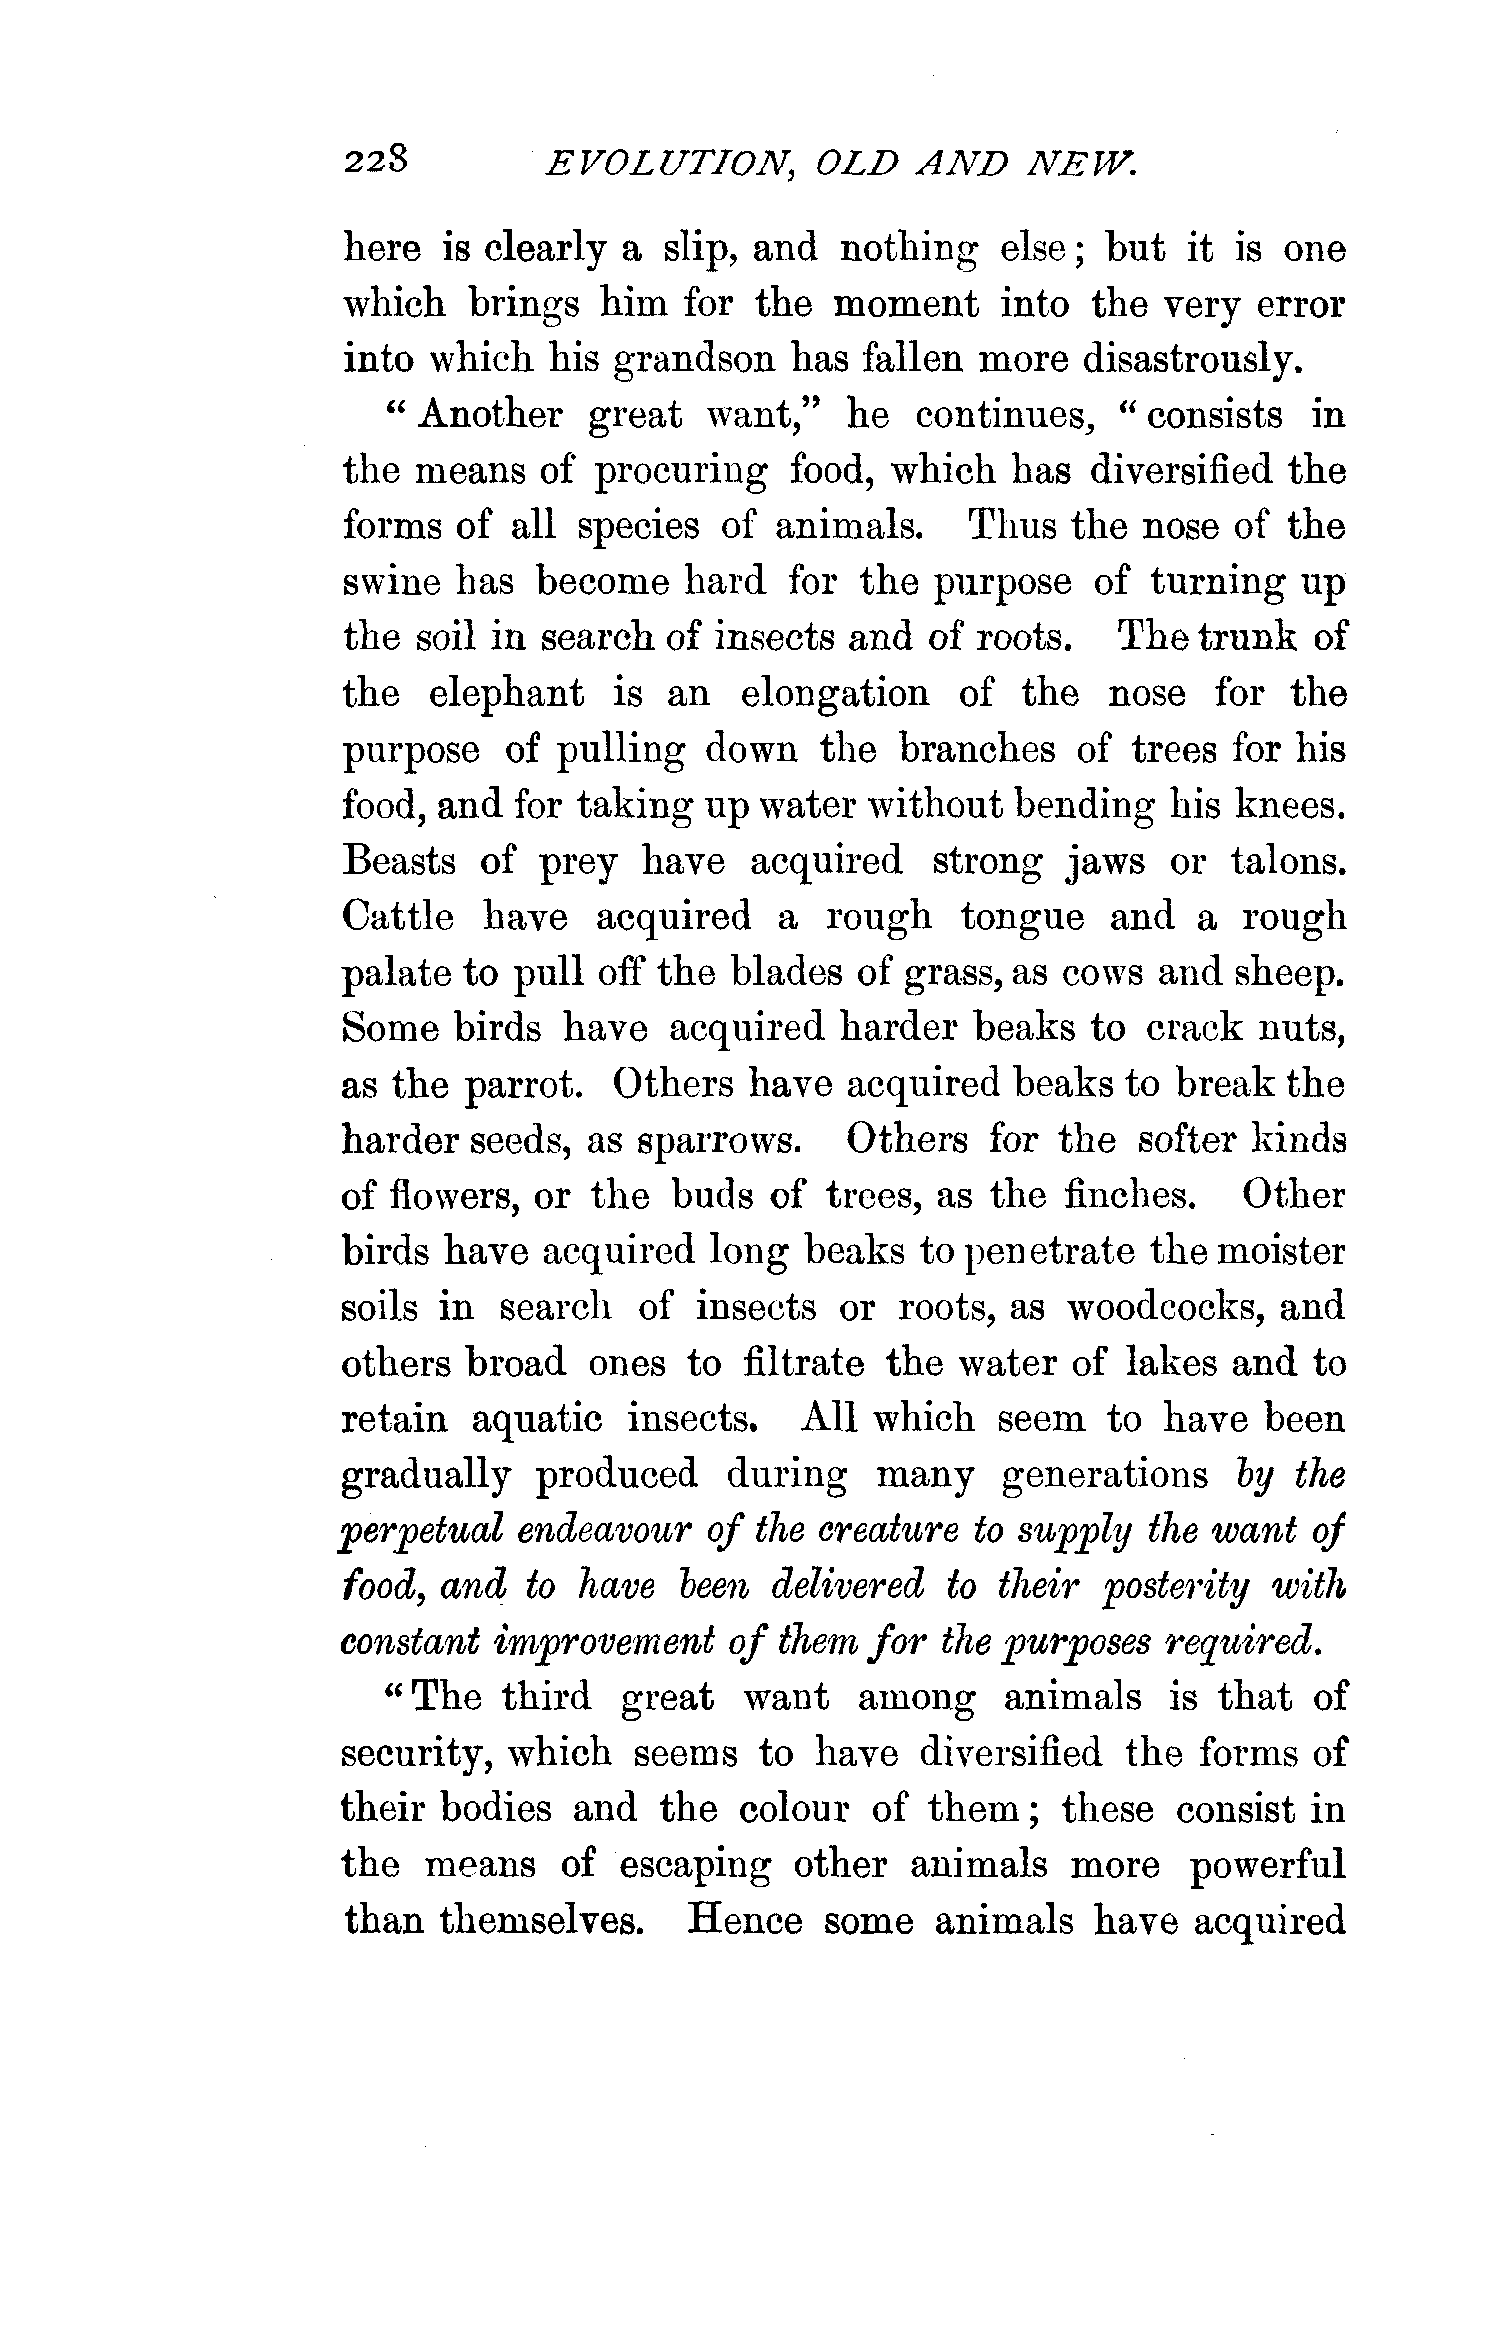 228 EVOLUTION, OLD AND NEW.
here is clearly a slip, and nothing else; but it is one
which brings him for the moment into the very error
into which his grandson has fallen more disastrously.
“Another great want,” he continues, “consists in
the means of procuring food, which has diversified the
forms of all species of animals. Thus the nose of the
swine has become hard for the purpose of turning up
the soil in search of insects and of roots. The trunk of
the elephant is an elongation of the nose for the
purpose of pulling down the branches of trees for his
food, and for taking up water without bending his knees.
Beasts of prey have acquired strong jaws or talons.
Cattle have acquired a rough tongue and a rough
palate to pull off the blades of grass, as cows and sheep.
Some birds have acquired harder beaks to crack nuts,
as the parrot. Others have acquired beaks to break the
harder seeds, as sparrows. Others for the softer kinds
of flowers, or the buds of trees, as the finches. Other
birds have acquired long beaks to penetrate the moister
soils in search of insects or roots, as woodcocks, and
others broad ones to filtrate the water of lakes and to
retain aquatic insects. All which seem to have been
gradually produced during many generations by the
perpetual endeavour of the creature to supply the want of
food, and to have been delivered to their posterity with
constant improvement of them for the purposes required.
“The third great want among animals is that of
security, which seems to have diversified the forms of
their bodies and the colour of them; these consist in
the means of escaping other animals more powerful
than themselves. Hence some animals have acquired